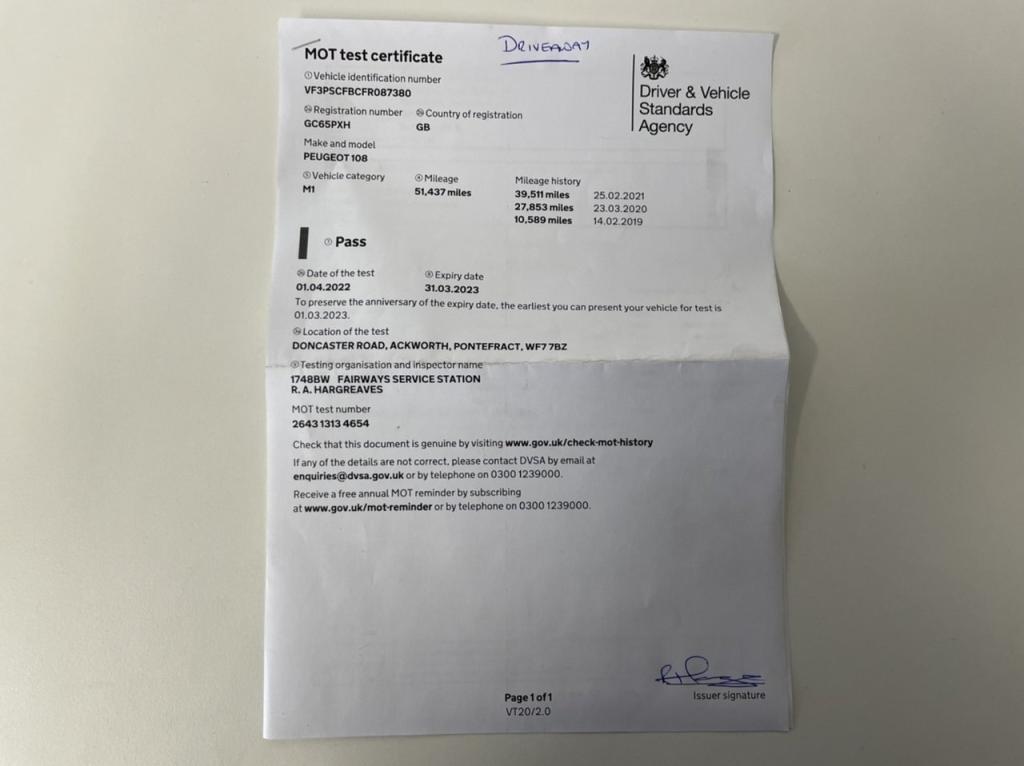 DRIVEAWAY
MOT test certificate
① Vehicle identification number
VF3PSCFBCFR087380
Driver & Vehicle
Standards
Agency
Registration number Country of registration
GC65PXH GB
Make and model
PEUGEOT 108
⑤ Vehicle category ④ Mileage Mileage history
M1 51,437 miles 39,511 miles 25.02.2021
27,853 miles 23.03.2020
10,589 miles 14.02.2019
⑦ Pass
Date of the test ⑧ Expiry date
01.04.2022 31.03.2023
To preserve the anniversary of the expiry date, the earliest you can present your vehicle for test is
01.03.2023.
Location of the test
DONCASTER ROAD, ACKWORTH, PONTEFRACT, WF7 7BZ
⑨ Testing organisation and inspector name
1748BW FAIRWAYS SERVICE STATION
R. A. HARGREAVES
MOT test number
2643 1313 4654
Check that this document is genuine by visiting www.gov.uk/check-mot-history
If any of the details are not correct, please contact DVSA by email at
enquiries@dvsa.gov.uk or by telephone on 0300 1239000.
Receive a free annual MOT reminder by subscribing
at www.gov.uk/mot-reminder or by telephone on 0300 1239000.
Issuer signature
Page 1 of 1
VT20/2.0